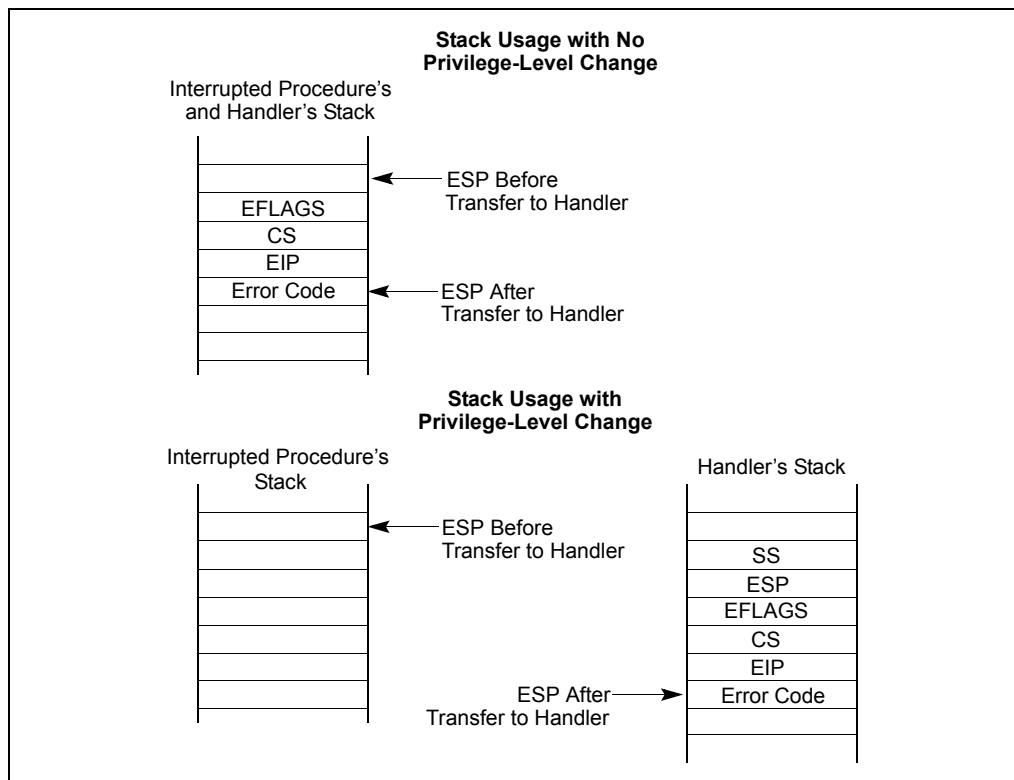 Stack Usage with No
Privilege-Level Change
Interrupted Procedure's
and Handler's Stack
ESP Before
Transfer to Handler
EFLAGS
CS
EIP
Error Code
ESP After
Transfer to Handler
Stack Usage with
Privilege-Level Change
Interrupted Procedure's
Stack
Handler's Stack
ESP Before
Transfer to Handler
SS
ESP
EFLAGS
CS
EIP
Error Code
ESP After
Transfer to Handler